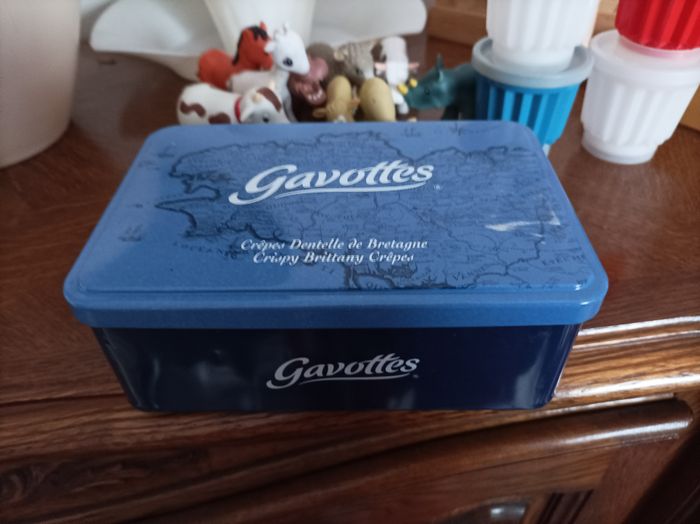 Gavottes
Crêpes Dentelle de Bretagne
Crispy Brittany Crêpes
Gavottes